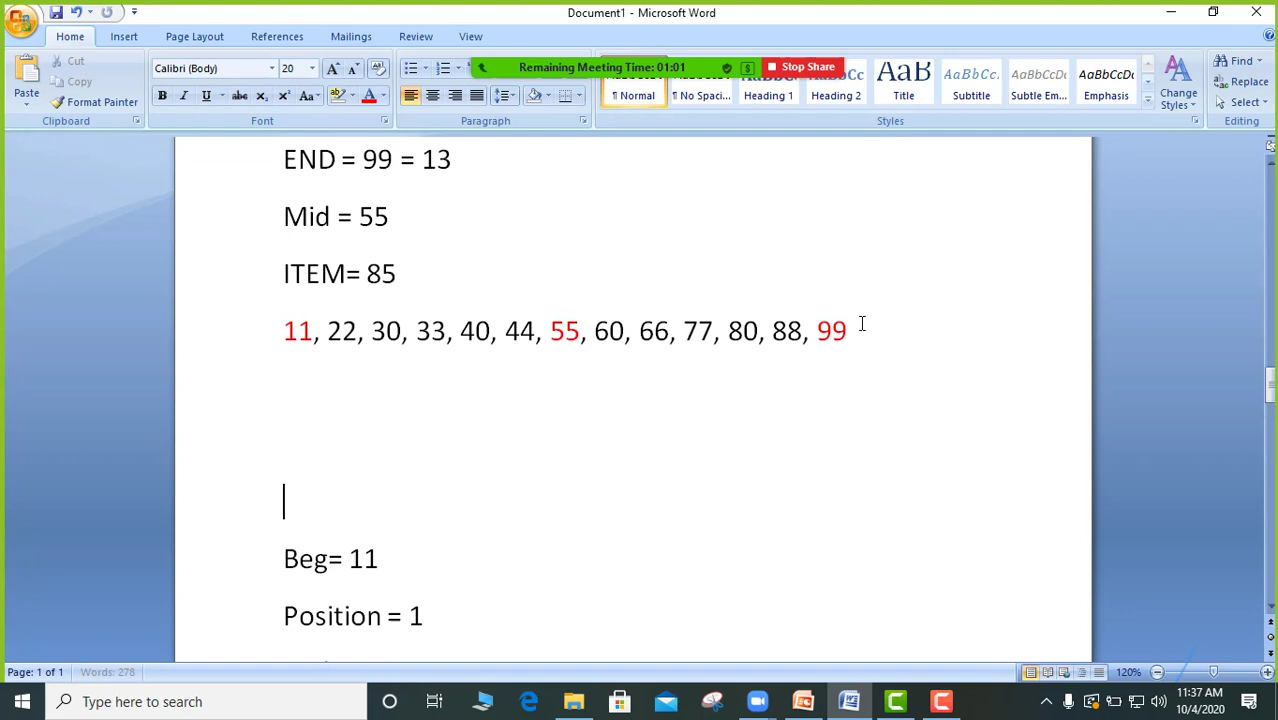 Document1 - Microsoft Word
Home Insert Page Layout References Mailings Review View
Remaining Meeting Time: 01:01 Stop Share
Paste Cut Copy Format Painter
Calibri (Body) 20
¶ Normal ¶ No Spaci... Heading 1 Heading 2 Title Subtitle Subtle Em... Emphasis
Change Styles
Find Replace Select
Clipboard Font Paragraph Styles Editing
END = 99 = 13
Mid = 55
ITEM= 85
11, 22, 30, 33, 40, 44, 55, 60, 66, 77, 80, 88, 99
Beg= 11
Position = 1
Page: 1 of 1 Words: 278 120%
Type here to search
11:37 AM
10/4/2020